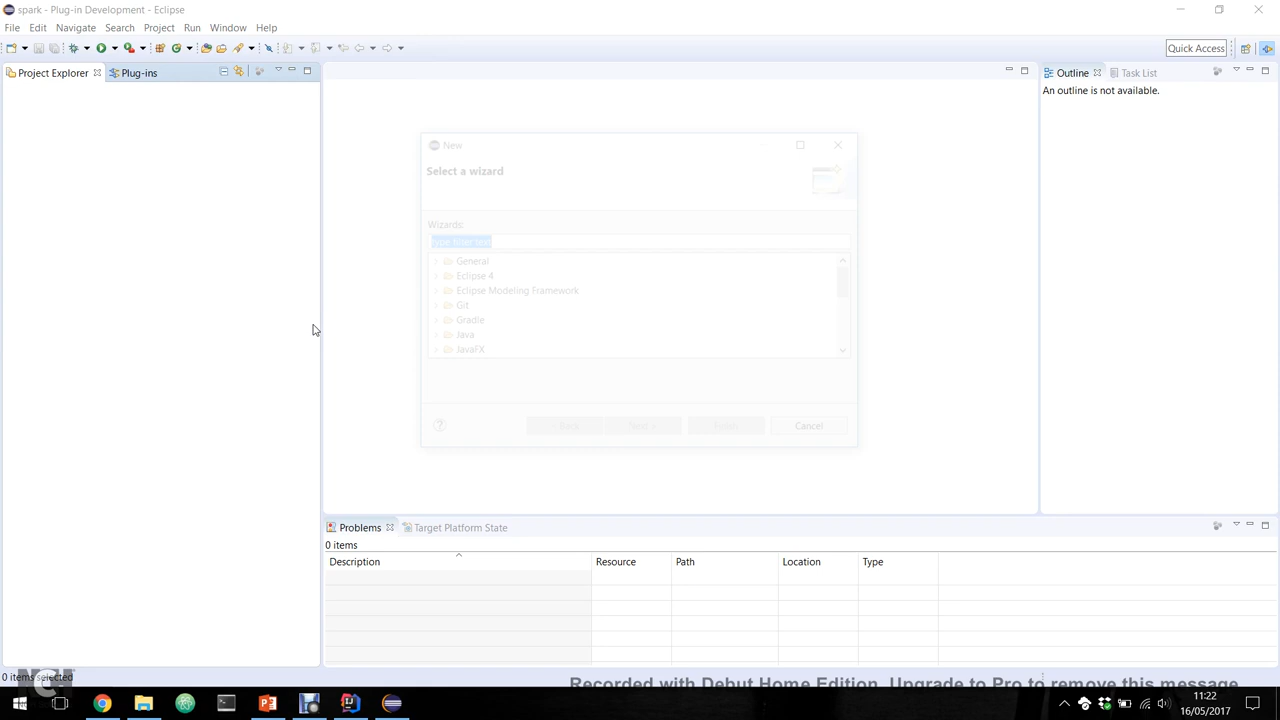 spark - Plug-in Development - Eclipse
File Edit Navigate Search Project Run Window Help
Quick Access
Project Explorer Plug-ins Outline Task List
An outline is not available.
New
Select a wizard
Wizards:
type filter text
General
Eclipse 4
Eclipse Modeling Framework
Git
Gradle
Java
JavaFX
? < Back Next > Finish Cancel
Problems Target Platform State
0 items
Description Resource Path Location Type
0 items selected
NCI
Recorded with Debut Home Edition. Upgrade to Pro to remove this message
11:22
16/05/2017